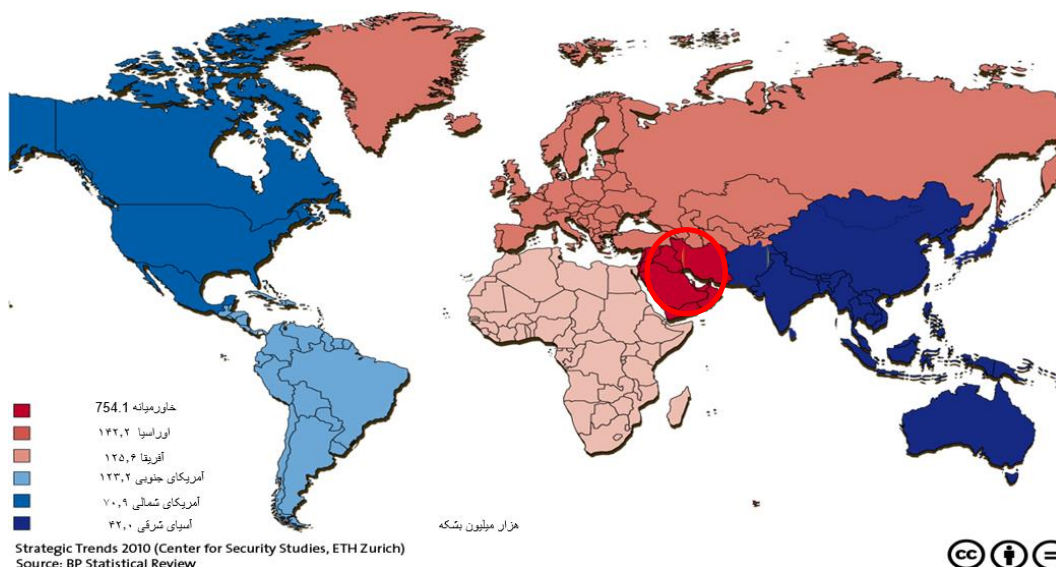 خاورمیانه 754.1
اوراسیا ۱۴۲,۲
آفریقا ۱۲۵,۶
آمریکای جنوبی ۱۲۳,۲
آمریکای شمالی ۷۰,۹
آسیای شرقی ۴۲,۰
هزار میلیون بشکه
Strategic Trends 2010 (Center for Security Studies, ETH Zurich)
Source: BP Statistical Review
cc